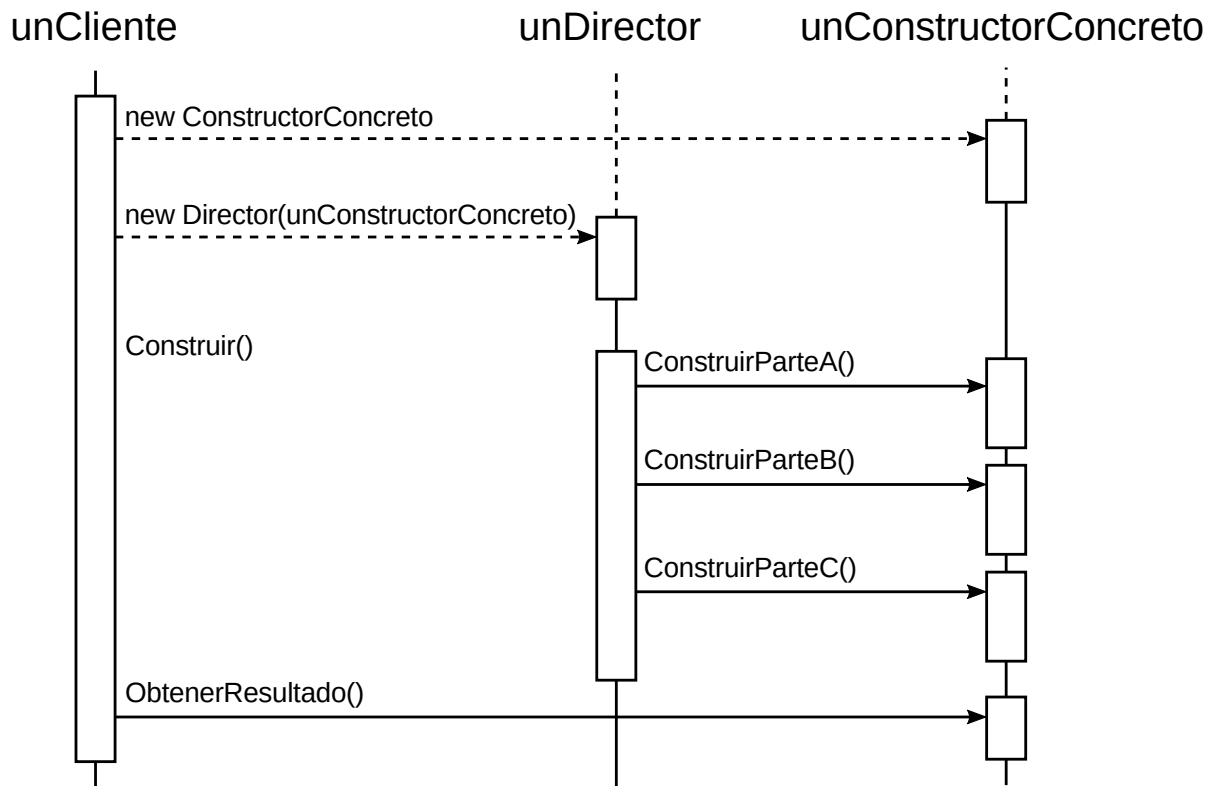 unCliente
unDirector
unConstructorConcreto
new ConstructorConcreto
new Director(unConstructorConcreto)
Construir()
ConstruirParteA()
ConstruirParteB()
ConstruirParteC()
ObtenerResultado()